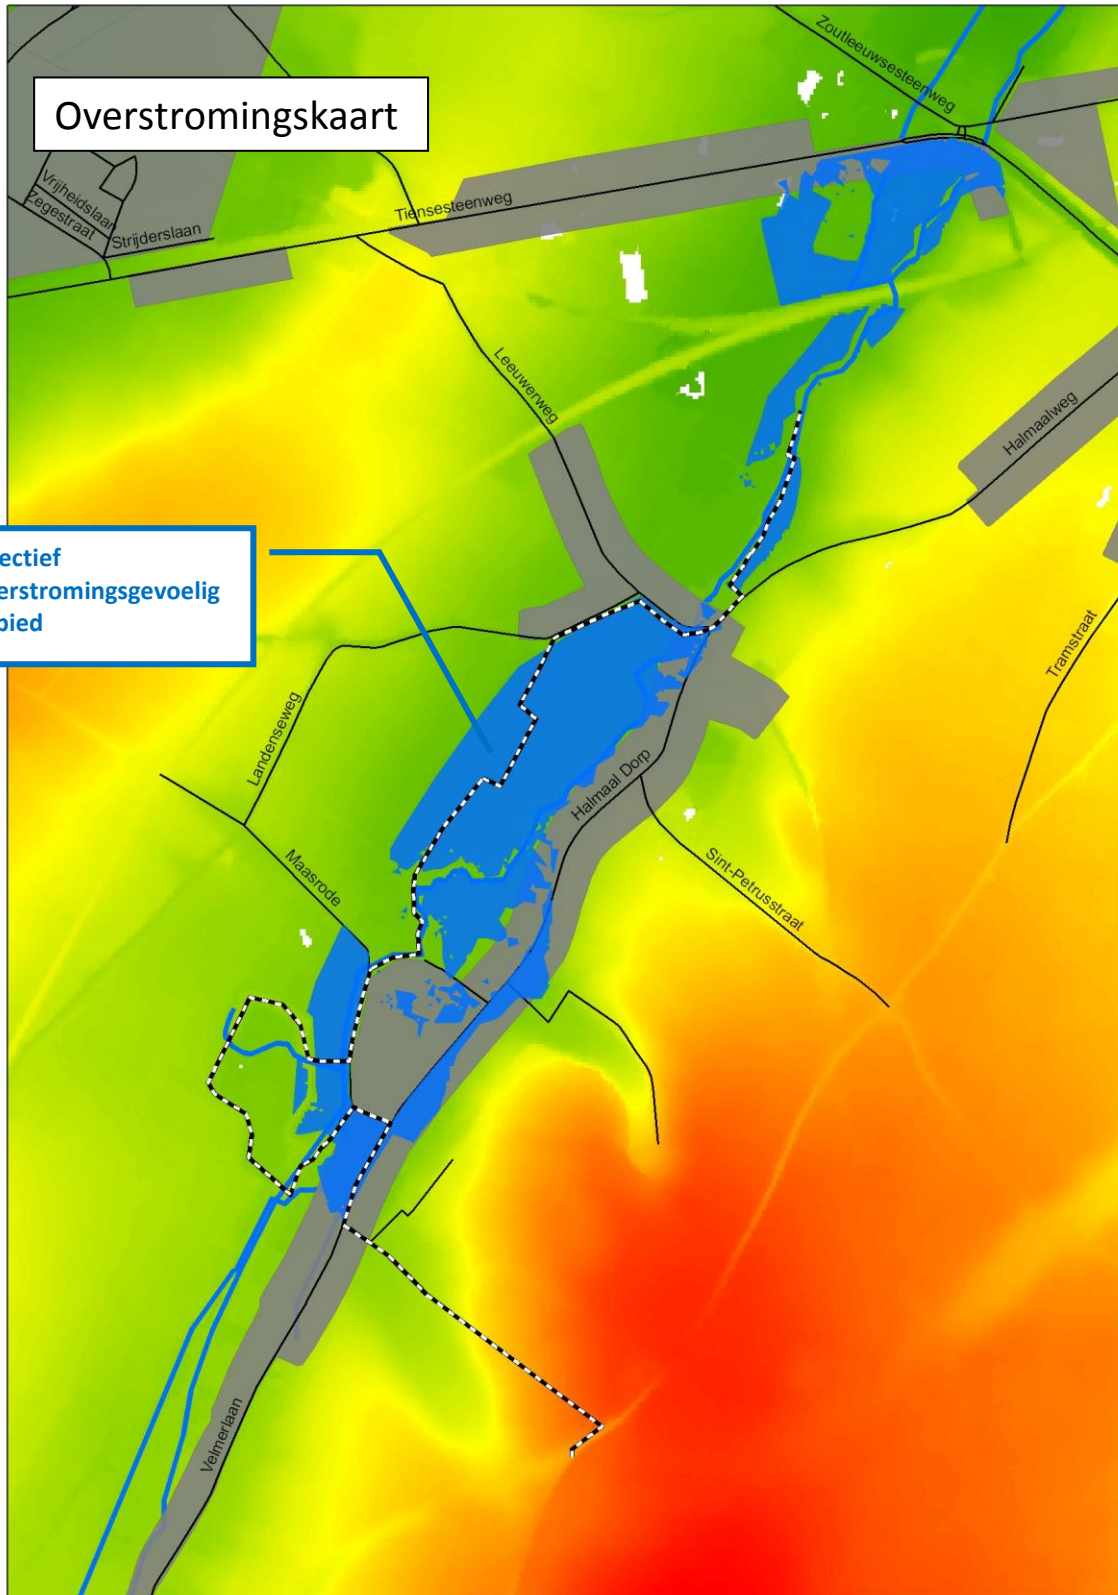 Zoutleeuwsesteenweg
Overstromingskaart
Vrijheidslaan
Zegestraat
Strijderslaan
Tiensesteenweg
Leeuwerweg
Halmaalweg
ectief
erstromingsgevoelig
bied
Tramstraat
Landenseweg
Halmaal Dorp
Maasrode
Sint-Petrusstraat
Velmerlaan